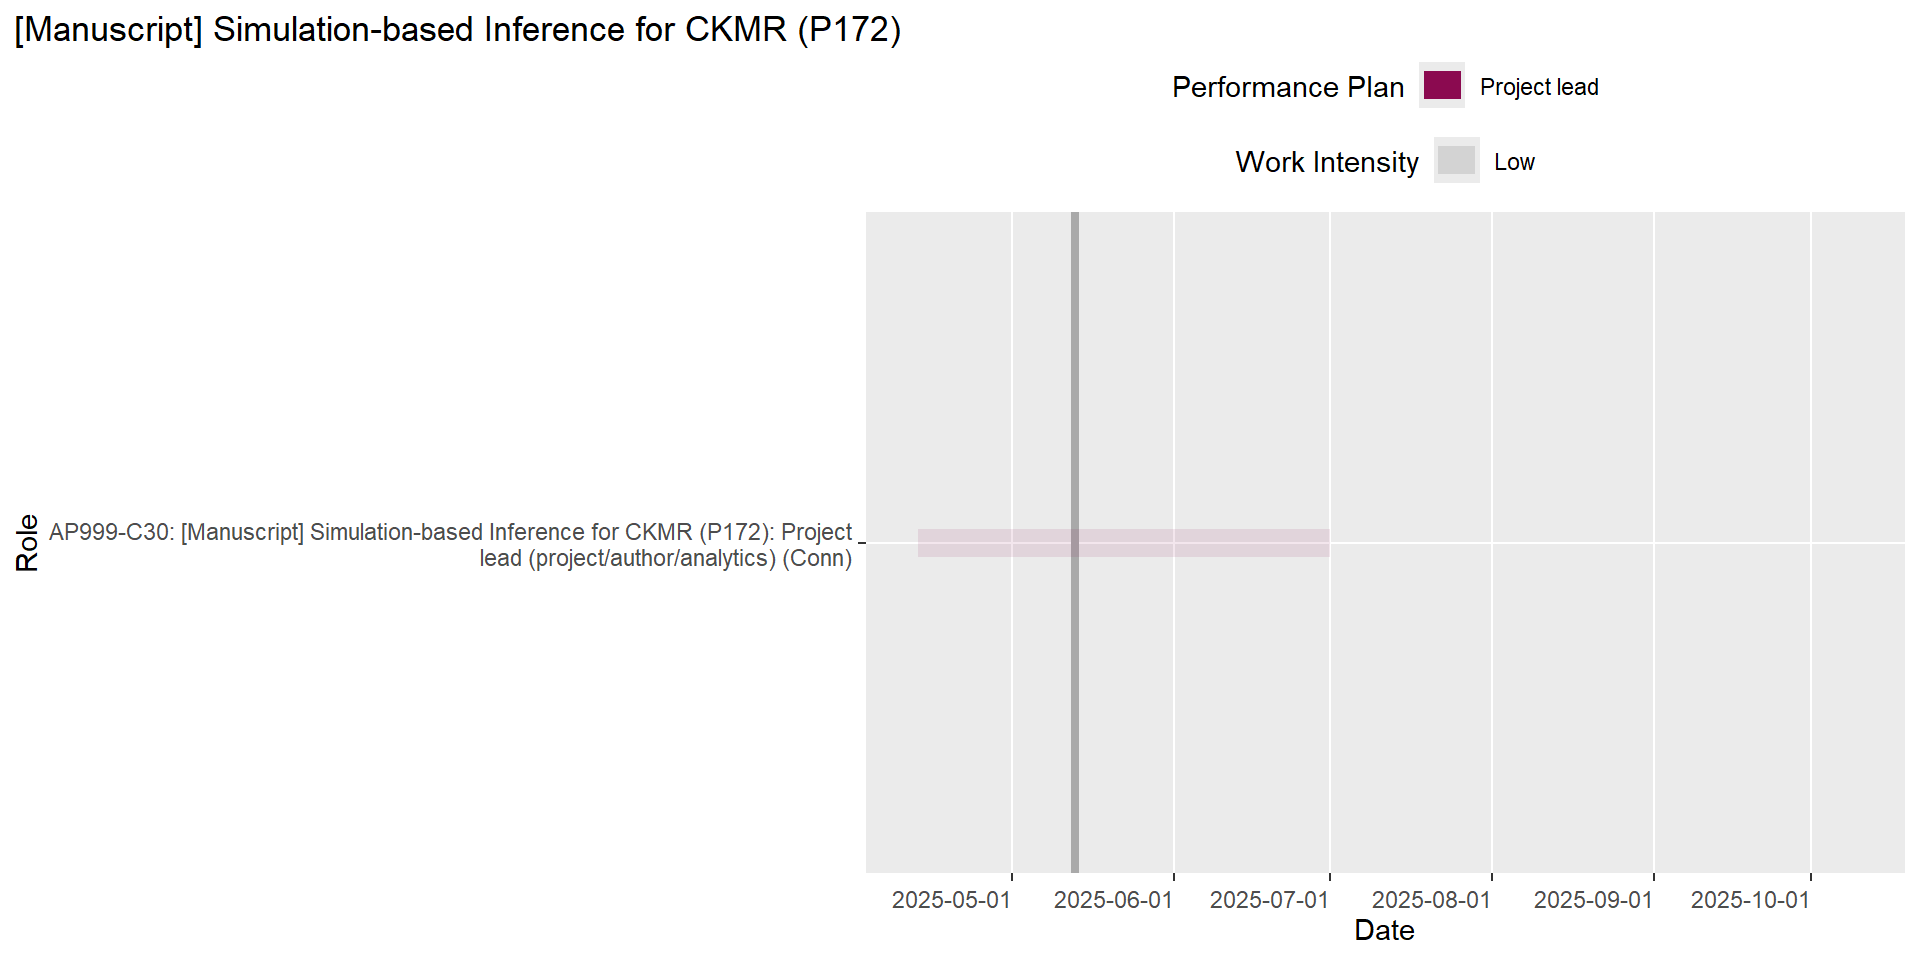 [Manuscript] Simulation-based Inference for CKMR (P172)
Performance Plan
Project lead
Work Intensity
Low
Role
AP999-C30: [Manuscript] Simulation-based Inference for CKMR (P172): Project
lead (project/author/analytics) (Conn)
2025-05-01
2025-06-01
2025-07-01
2025-08-01
2025-09-01
2025-10-01
Date